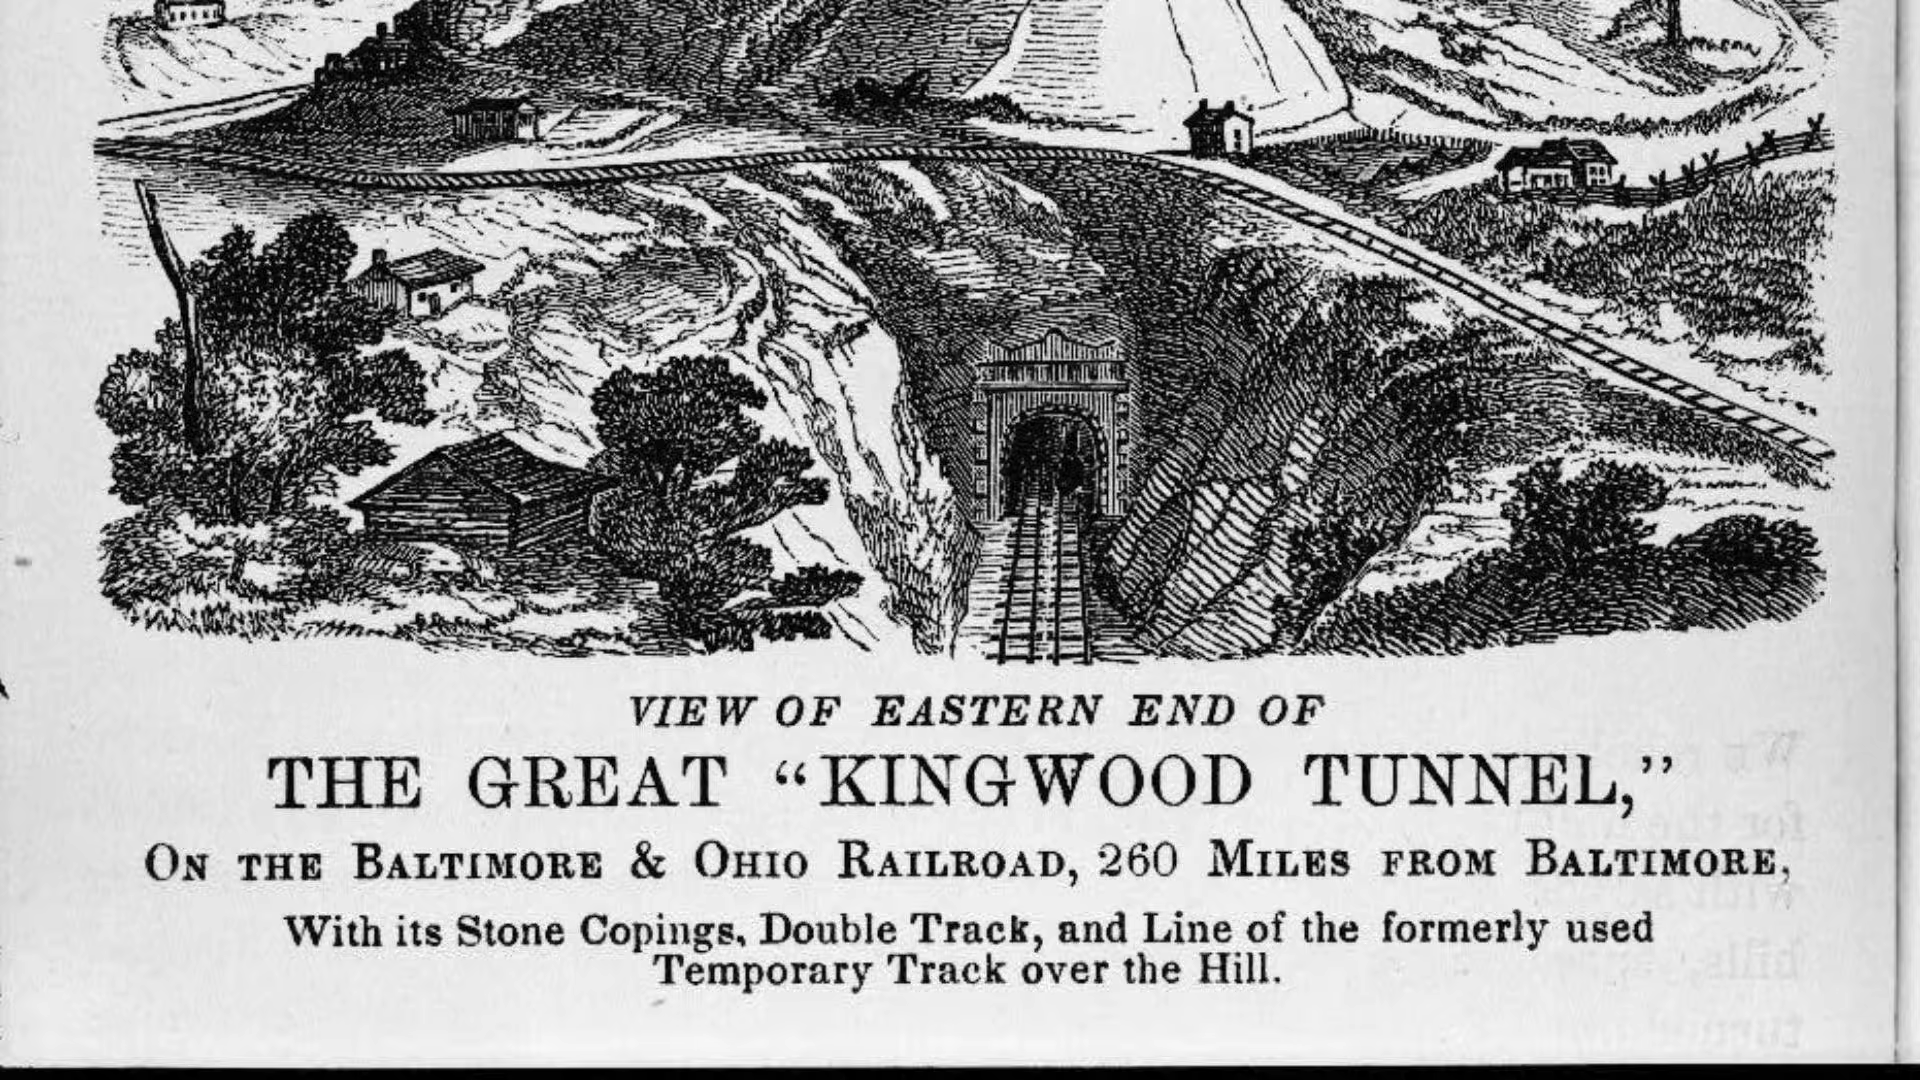 VIEW OF EASTERN END OF
THE GREAT "KINGWOOD TUNNEL,"
ON THE BALTIMORE & OHIO RAILROAD, 260 MILES FROM BALTIMORE,
With its Stone Copings, Double Track, and Line of the formerly used
Temporary Track over the Hill.